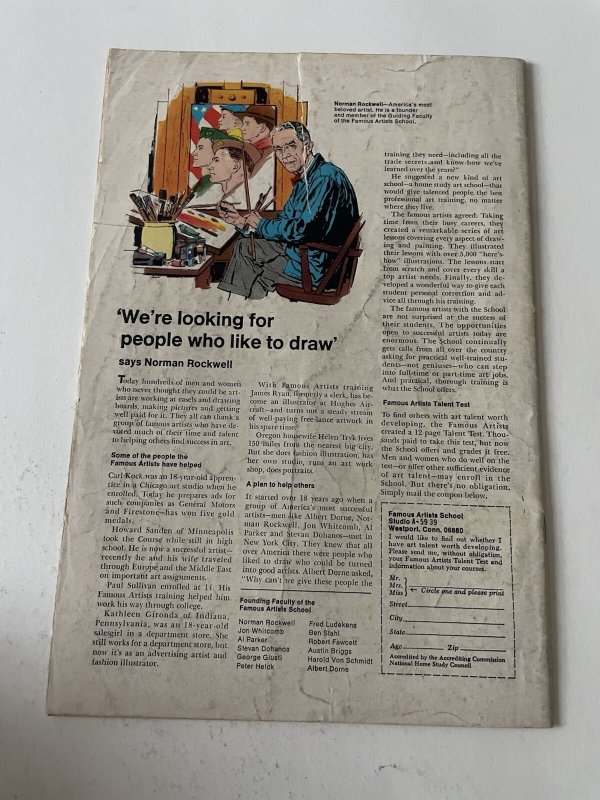 Norman Rockwell—America's most
beloved artist. He is a founder
and member of the Guiding Faculty
of the Famous Artists School.
'We're looking for
people who like to draw'
says Norman Rockwell
Today hundreds of men and women
who never thought they could be art-
ists are working at easels and drawing
boards, making pictures and getting
well paid for it. They all can thank a
group of famous artists who have de-
voted much of their time and talent
to helping others find success in art.
Some of the people the
Famous Artists have helped
Carl Kock was an 18-year-old appren-
tice in a Chicago art studio when he
enrolled. Today he prepares ads for
such companies as General Motors
and Firestone—has won five gold
medals.
Howard Sanden of Minneapolis
took the Course while still in high
school. He is now a successful artist—
recently he and his wife traveled
through Europe and the Middle East
on important art assignments.
Paul Sullivan enrolled at 14. His
Famous Artists training helped him
work his way through college.
Kathleen Gironda of Indiana,
Pennsylvania, was an 18-year-old
salesgirl in a department store. She
still works for a department store, but
now it's as an advertising artist and
fashion illustrator.
With Famous Artists training
James Ryan, formerly a clerk, has be-
come an illustrator at Hughes Air-
craft—and turns out a steady stream
of well-paying free-lance artwork in
his spare time.
Oregon housewife Helen Tryk lives
150 miles from the nearest big city.
But she does fashion illustration, has
her own studio, runs an art work
shop, does portraits.
A plan to help others
It started over 18 years ago when a
group of America's most successful
artists—men like Albert Dorne, Nor-
man Rockwell, Jon Whitcomb, Al
Parker and Stevan Dohanos—met in
New York City. They knew that all
over America there were people who
liked to draw who could be turned
into good artists. Albert Dorne asked,
"Why can't we give these people the
Founding Faculty of the
Famous Artists School
Norman Rockwell
Jon Whitcomb
Al Parker
Stevan Dohanos
George Giusti
Peter Helck
Fred Ludekens
Ben Stahl
Robert Fawcett
Austin Briggs
Harold Von Schmidt
Albert Dorne
training they need—including all the
trade secrets and know-how we've
learned over the years?"
He suggested a new kind of art
school—a home study art school—that
would give talented people the best
professional art training, no matter
where they live.
The famous artists agreed. Taking
time from their busy careers, they
created a remarkable series of art
lessons covering every aspect of draw-
ing and painting. They illustrated
their lessons with over 5,000 "here's
how" illustrations. The lessons start
from scratch and cover every skill a
top artist needs. Finally, they de-
veloped a wonderful way to give each
student personal correction and ad-
vice all through his training.
The famous artists with the School
are not surprised at the success of
their students. The opportunities
open to successful artists today are
enormous. The School continually
gets calls from all over the country
asking for practical well-trained stu-
dents—not geniuses—who can step
into full-time or part-time art jobs.
And practical, thorough training is
what the School offers.
Famous Artists Talent Test
To find others with art talent worth
developing, the Famous Artists
created a 12-page Talent Test. Thou-
sands paid to take this test, but now
the School offers and grades it free.
Men and women who do well on the
test—or offer other sufficient evidence
of art talent—may enroll in the
School. But there's no obligation.
Simply mail the coupon below.
Famous Artists School
Studio A-5939
Westport, Conn. 06880
I would like to find out whether I
have art talent worth developing.
Please send me, without obligation,
your Famous Artists Talent Test and
information about your courses.
Mr.
Mrs.
Miss
Circle one and please print
Street
City
State
Age Zip
Accredited by the Accrediting Commission
National Home Study Council